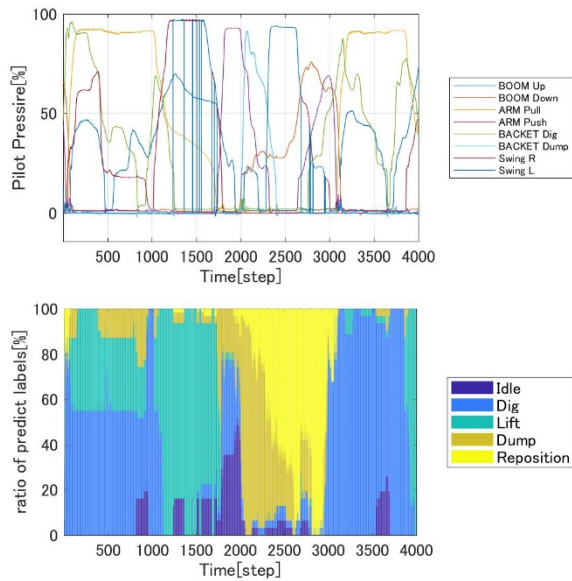 Pilot Pressure[%]
100
50
0
500 1000 1500 2000 2500 3000 3500 4000
Time[step]
BOOM Up
BOOM Down
ARM Pull
ARM Push
BACKET Dig
BACKET Dump
Swing R
Swing L
ratio of predict labels[%]
100
80
60
40
20
0
500 1000 1500 2000 2500 3000 3500 4000
Time[step]
Idle
Dig
Lift
Dump
Reposition